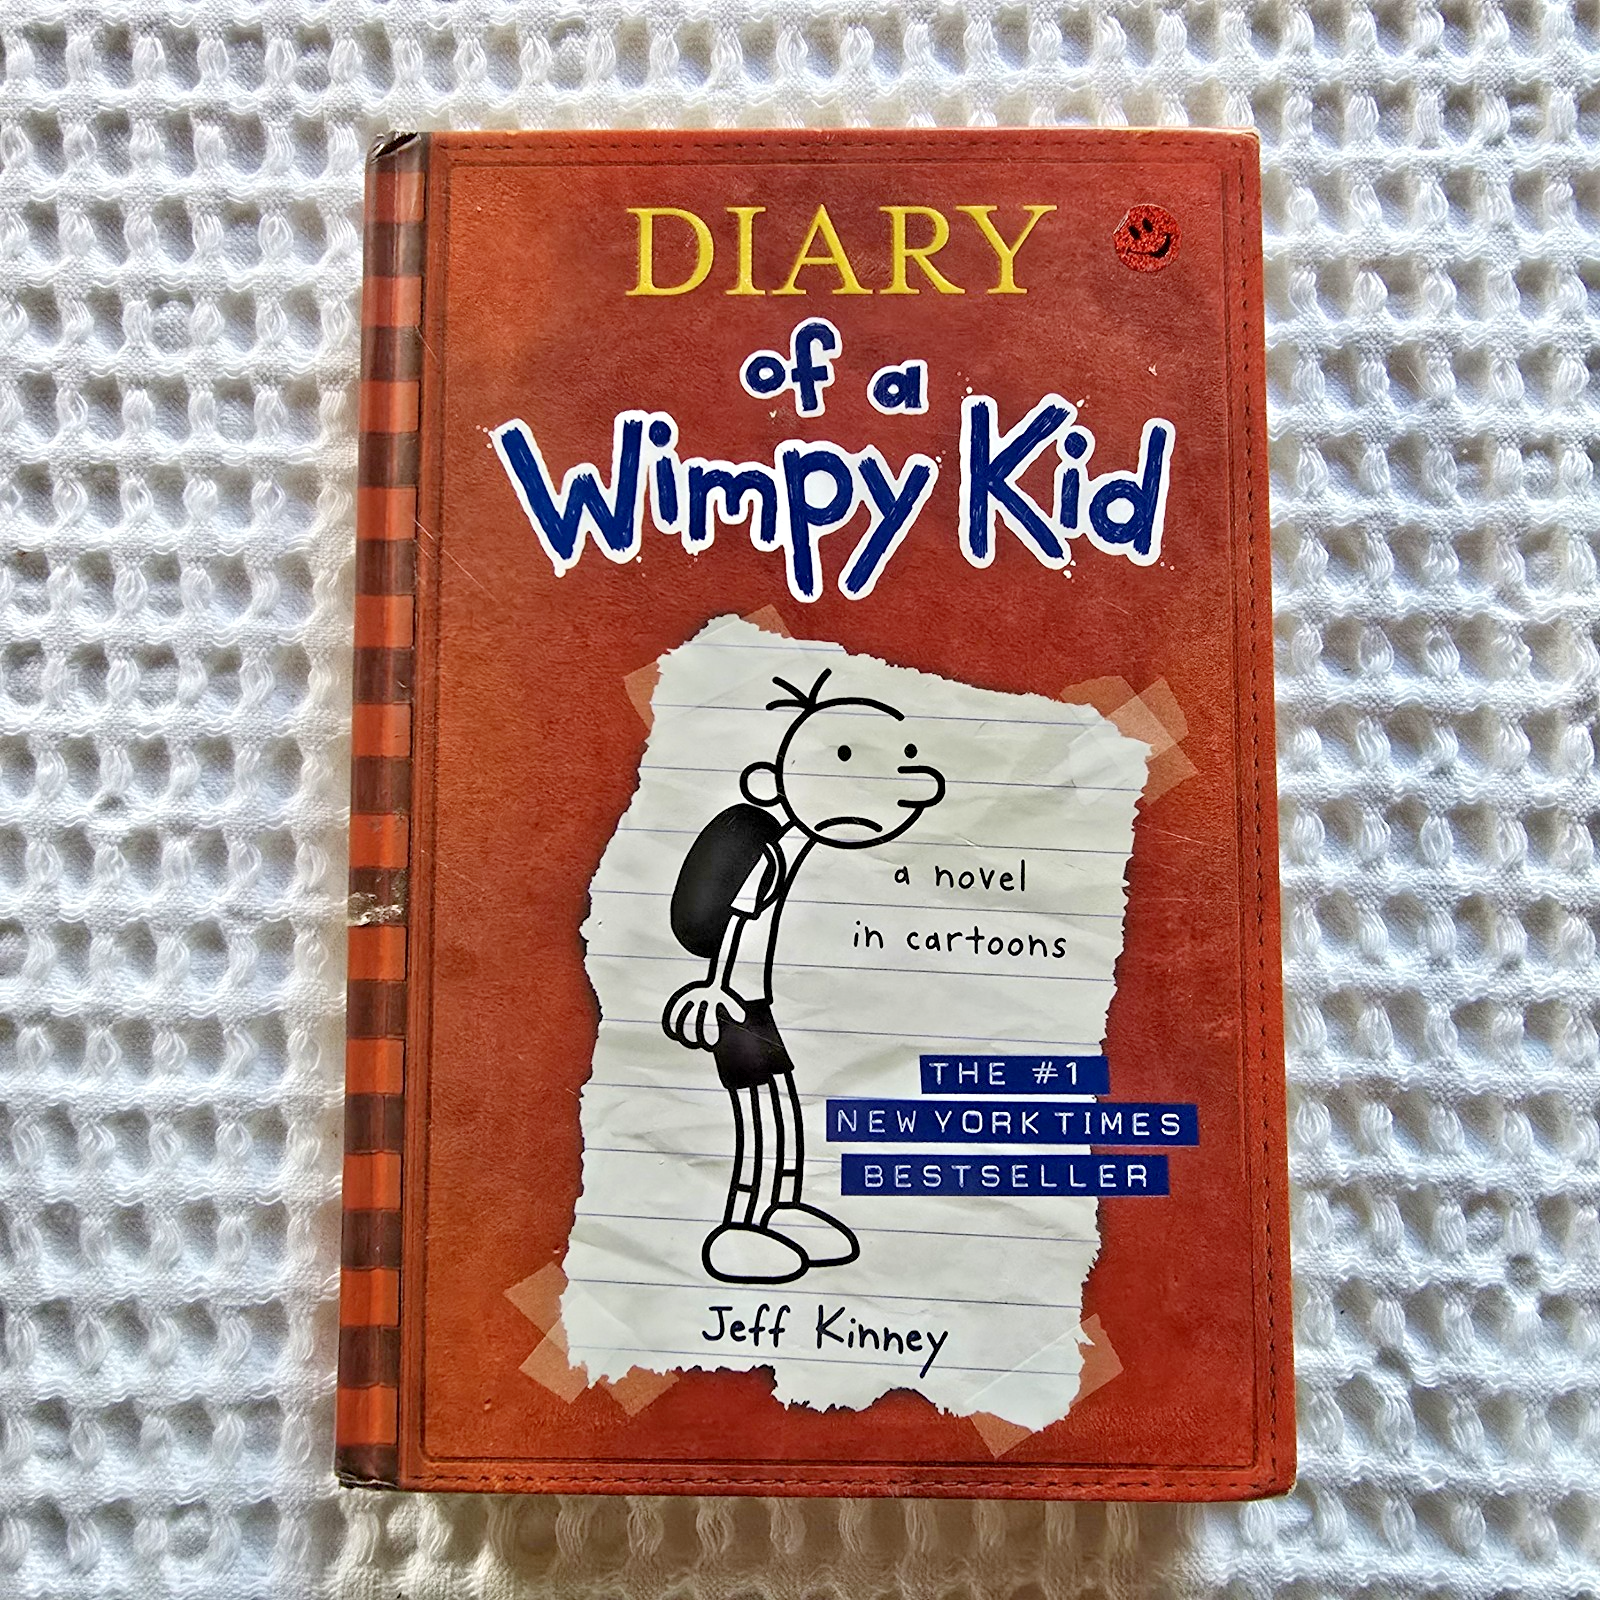 DIARY
of a
Wimpy Kid
a novel
in cartoons
THE #1
NEW YORK TIMES
BESTSELLER
Jeff Kinney